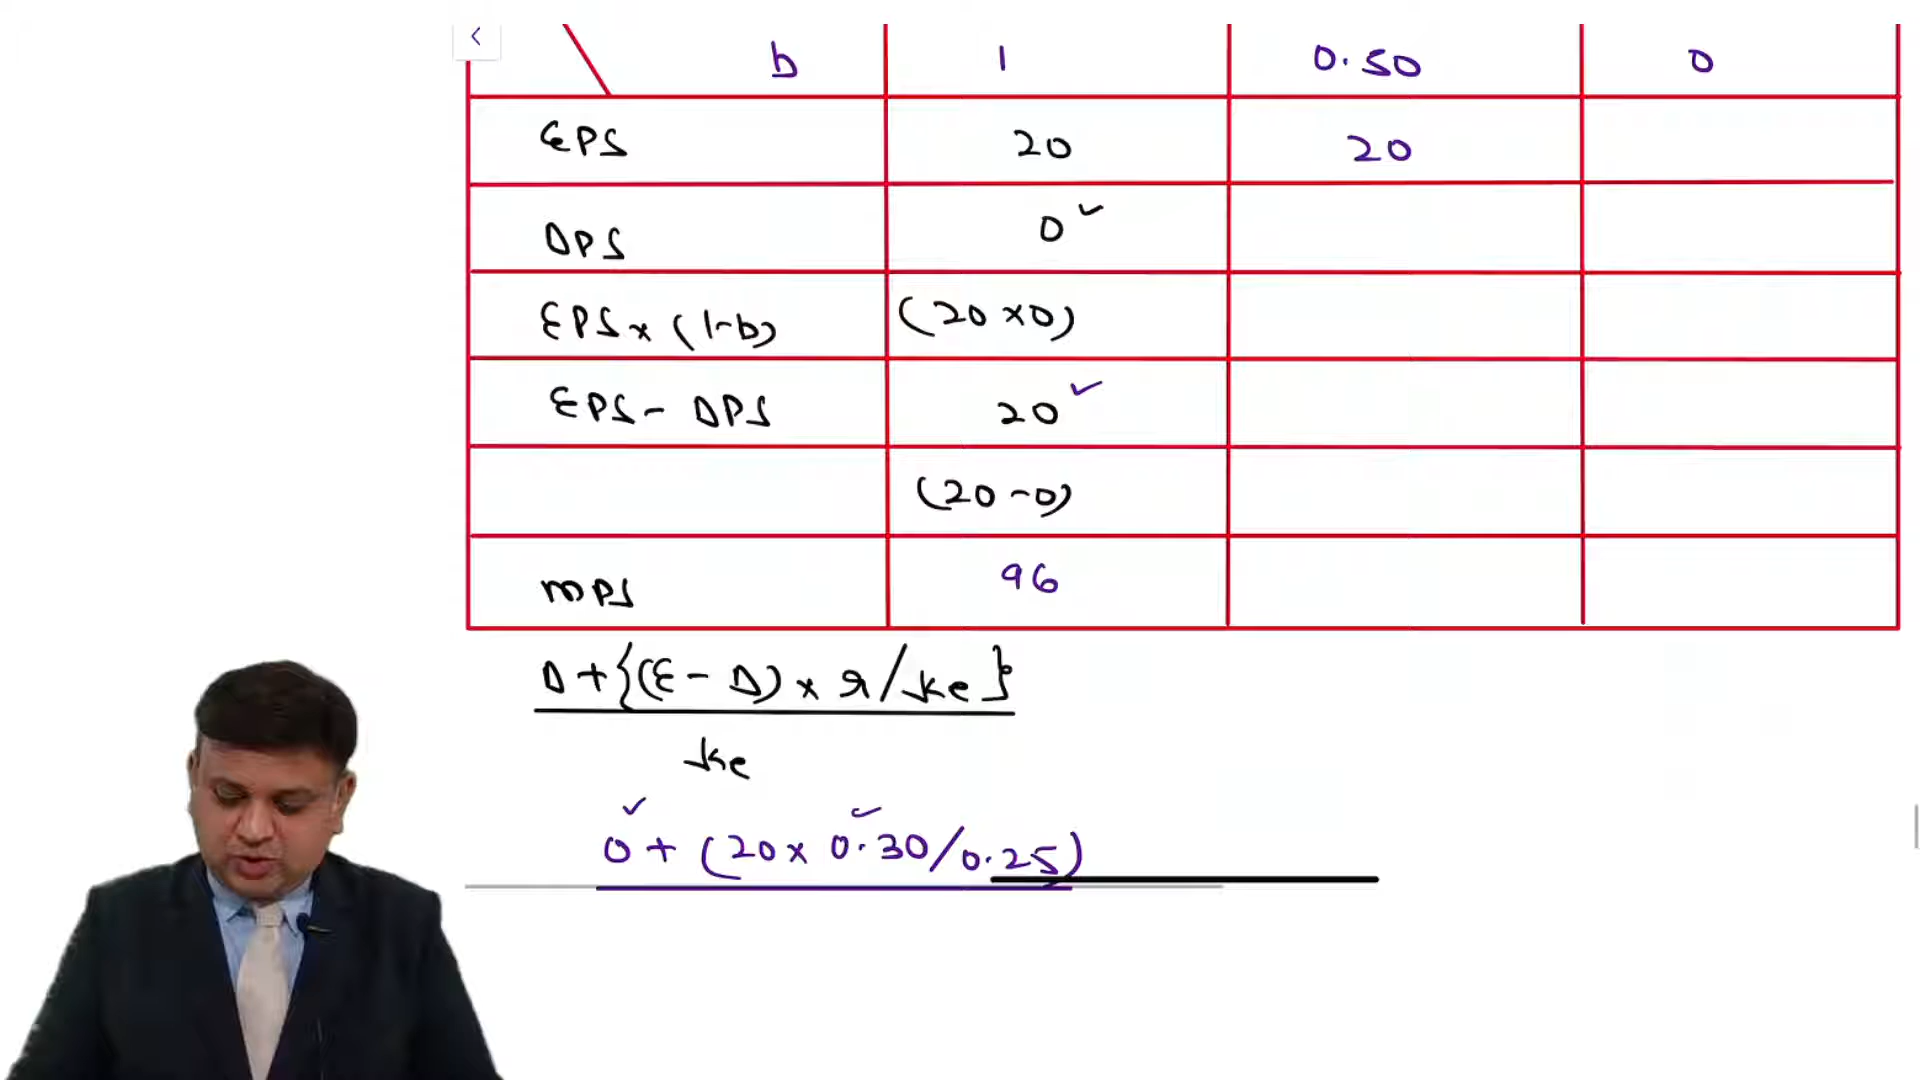 b 1 0.50 0
EPS 20 20
DPS 0
EPS × (1-b) (20 × 0)
EPS - DPS 20
(20 - 0)
MPS 96
D + {(E - D) × r/ke}
ke
0 + (20 × 0.30/0.25)